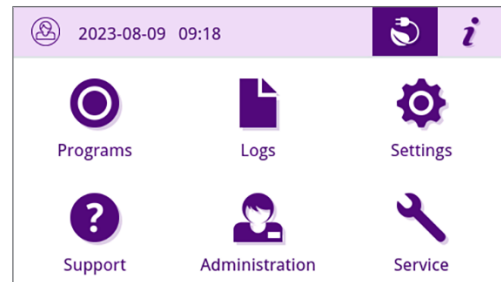 2023-08-09 09:18
Programs Logs Settings
Support Administration Service